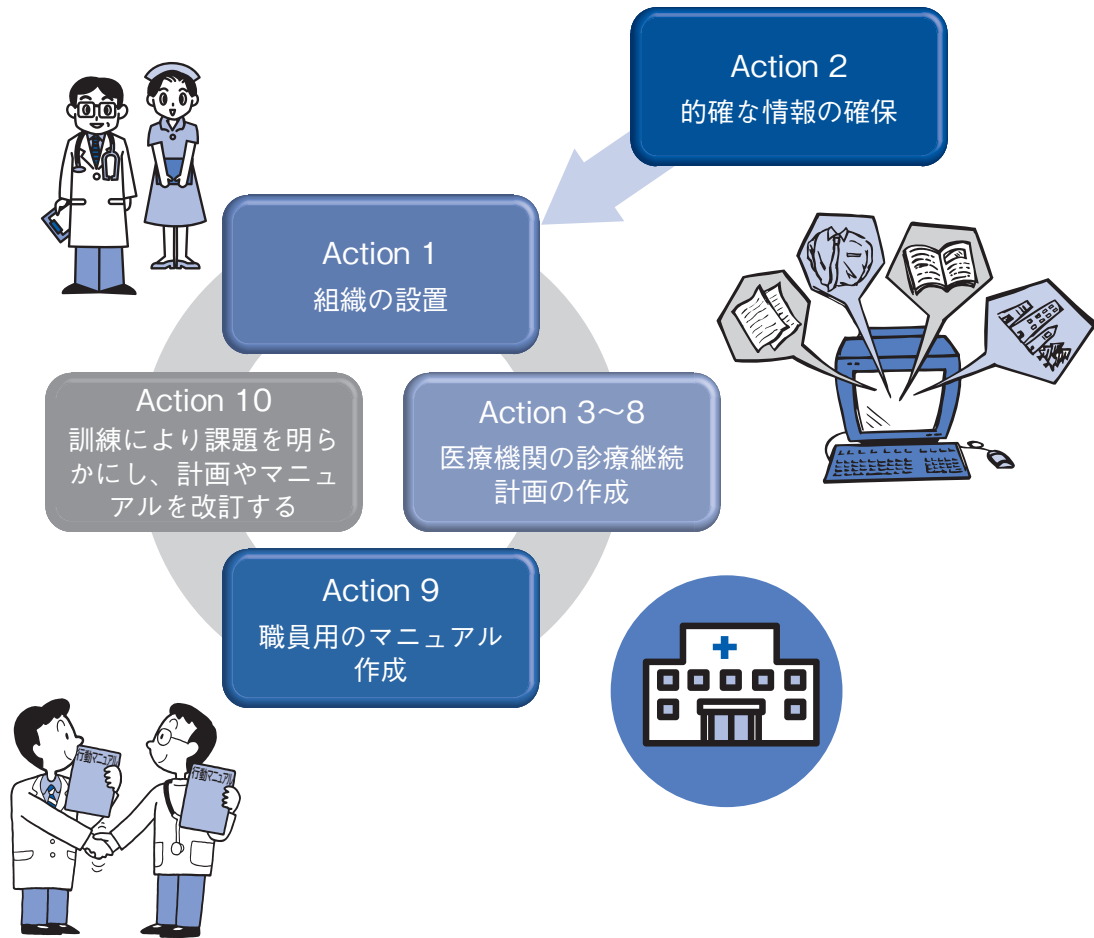 Action 2
的確な情報の確保
Action 1
組織の設置
Action 10
訓練により課題を明ら
かにし、計画やマニュ
アルを改訂する
Action 3～8
医療機関の診療継続
計画の作成
Action 9
職員用のマニュアル
作成
行動マニュアル
行動マニュアル